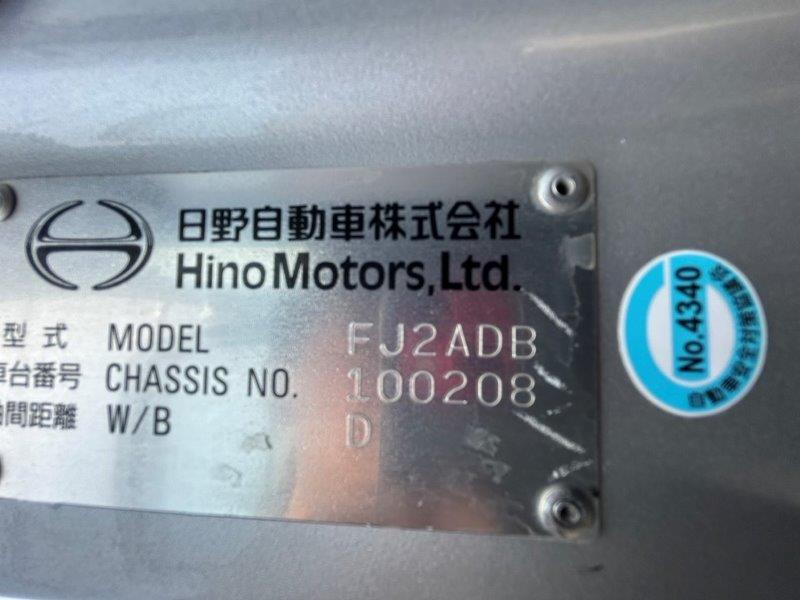 日野自動車株式会社
Hino Motors, Ltd.
型式 MODEL FJ2ADB
車台番号 CHASSIS NO. 100208
軸間距離 W/B D
No.4340